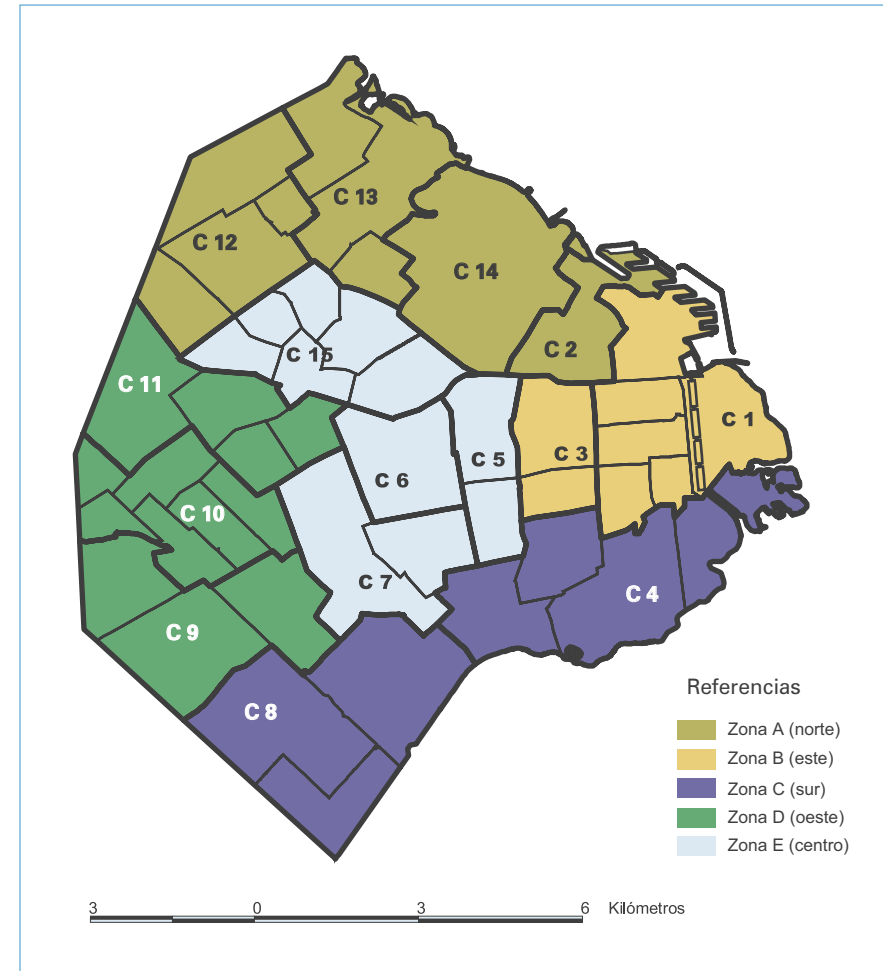 C 13
C 12
C 14
C 2
C 15
C 11
C 1
C 3
C 5
C 6
C 10
C 7
C 4
C 9
C 8
Referencias
Zona A (norte)
Zona B (este)
Zona C (sur)
Zona D (oeste)
Zona E (centro)
3 0 3 6 Kilómetros